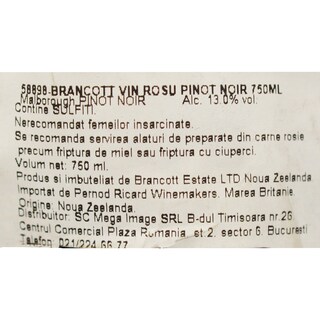 58898-BRANCOTT VIN ROSU PINOT NOIR 750ML
Malborough PINOT NOIR Alc. 13.0% vol.
Contine SULFITI.
Nerecomandat femeilor insarcinate.
Se recomanda servirea alaturi de preparate din carne rosie
precum friptura de miel sau friptura cu ciuperci.
Volum net: 750 ml.
Produs si imbuteliat de Brancott Estate LTD Noua Zeelanda.
Importat de Pernod Ricard Winemakers. Marea Britanie.
Origine: Noua Zeelanda.
Distribuitor: SC Mega Image SRL B-dul Timisoara nr.26.
Centrul Comercial Plaza Romania, et 2. sector 6. Bucuresti
Telefon: 021/224 66 77